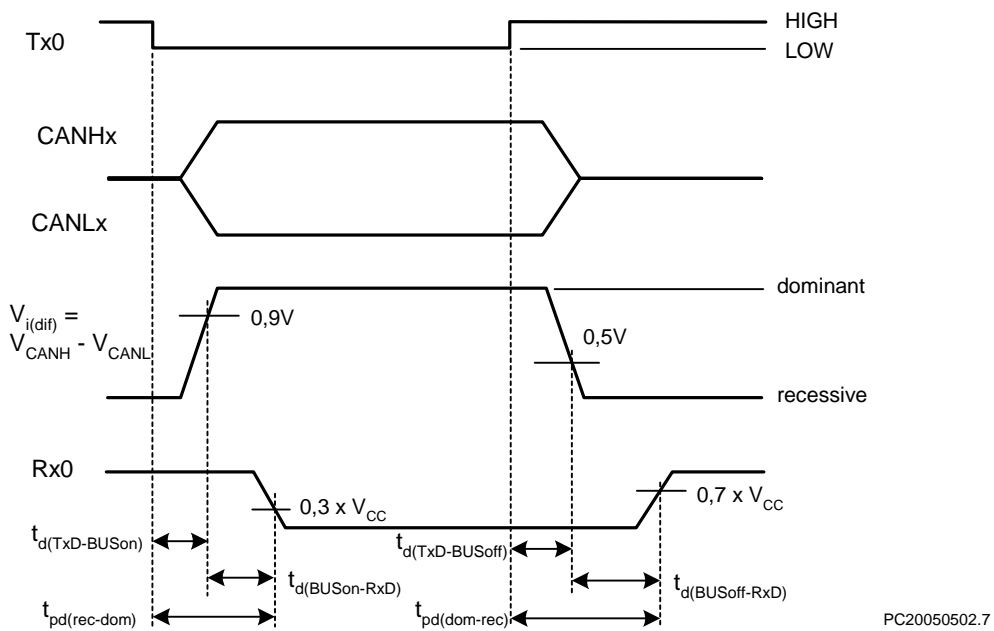 HIGH
Tx0
LOW
CANHx
CANLx
dominant
V_i(dif) =
V_CANH - V_CANL
0,9V
0,5V
recessive
Rx0
0,3 x V_CC
0,7 x V_CC
t_d(TxD-BUSon)
t_d(TxD-BUSoff)
t_d(BUSon-RxD)
t_d(BUSoff-RxD)
t_pd(rec-dom)
t_pd(dom-rec)
PC20050502.7